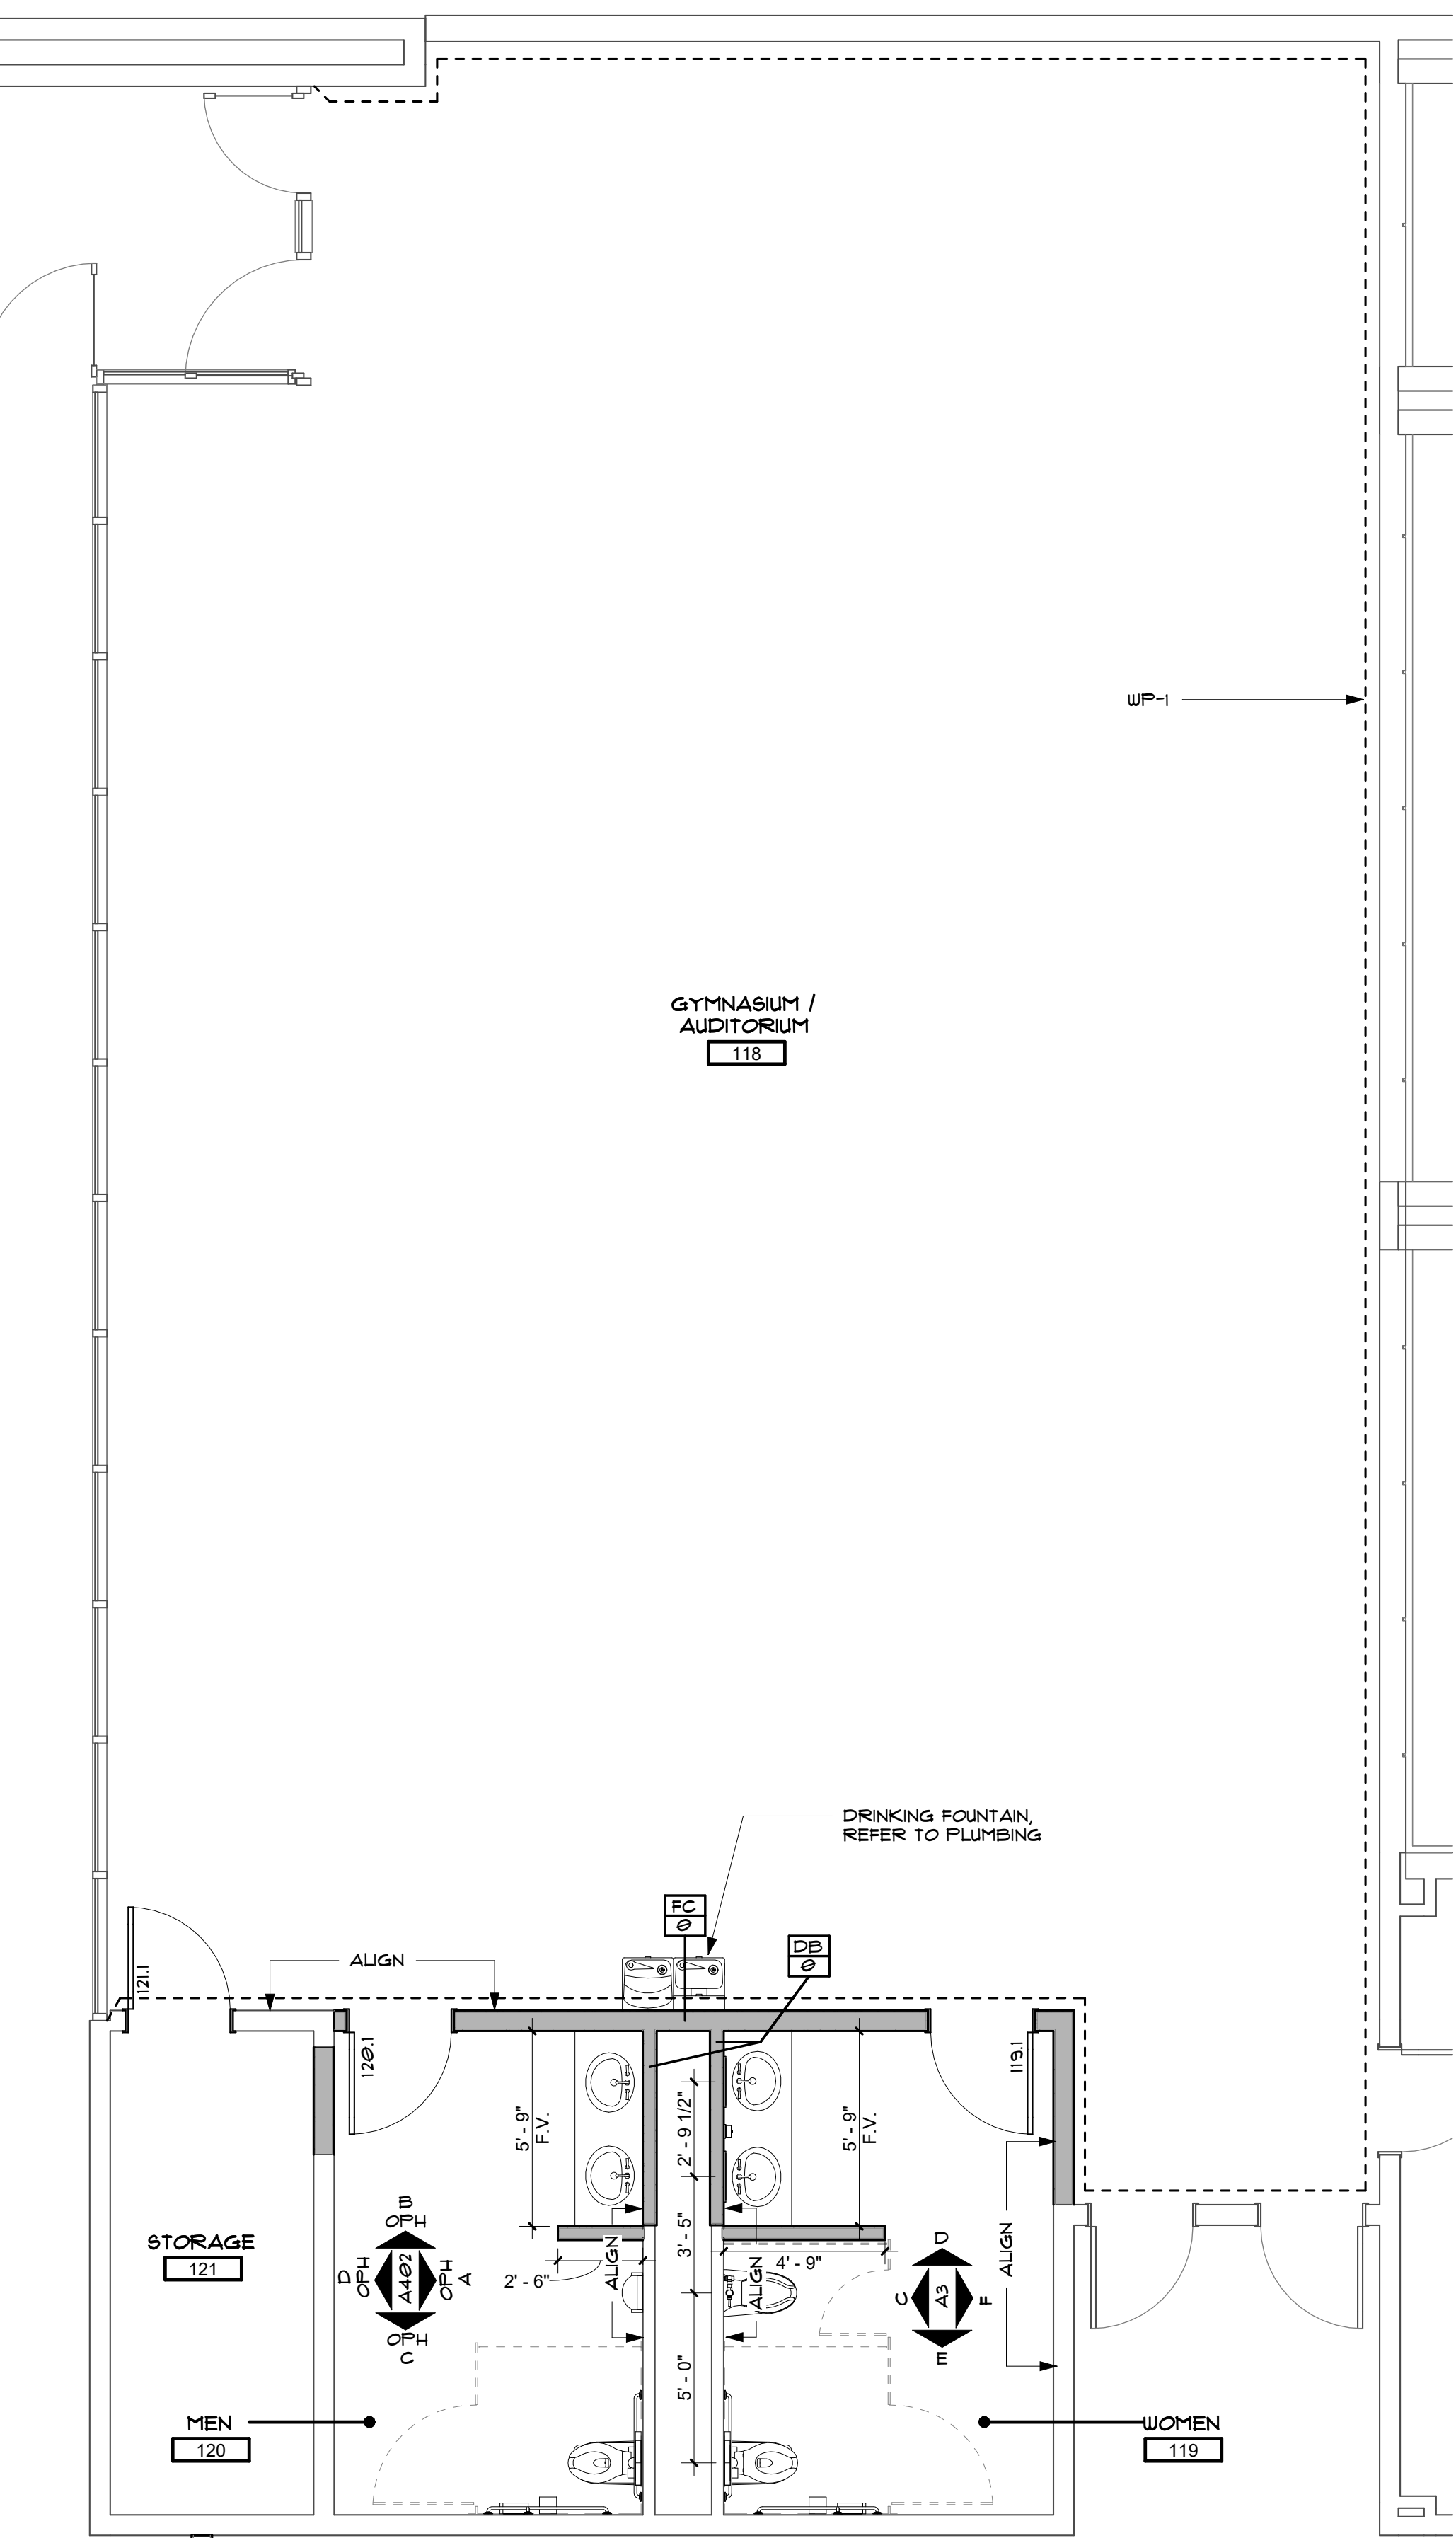 WP-1
GYMNASIUM /
AUDITORIUM
118
DRINKING FOUNTAIN,
REFER TO PLUMBING
FC
0
DB
0
ALIGN
121.1
120.1
119.1
5' - 9"
F.V.
2' - 9 1/2"
5' - 9"
F.V.
3' - 5"
ALIGN
ALIGN
ALIGN
2' - 6"
4' - 9"
5' - 0"
STORAGE
121
B
OPH
D
OPH
A402
OPH
A
OPH
C
D
C
A3
F
E
MEN
120
WOMEN
119